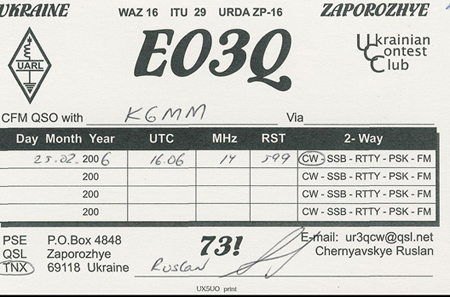 UKRAINE WAZ 16 ITU 29 URDA ZP-16 ZAPOROZHYE
UARL
EO3Q
Ukrainian
Contest
Club
CFM QSO with K6MM Via
Day Month Year UTC MHz RST 2- Way
25.02.2006 16.06 14 599 CW - SSB - RTTY - PSK - FM
200 CW - SSB - RTTY - PSK - FM
200 CW - SSB - RTTY - PSK - FM
200 CW - SSB - RTTY - PSK - FM
PSE P.O.Box 4848 73! E-mail: ur3qcw@qsl.net
QSL Zaporozhye Chernyavskye Ruslan
TNX 69118 Ukraine Ruslan
UX5UO print